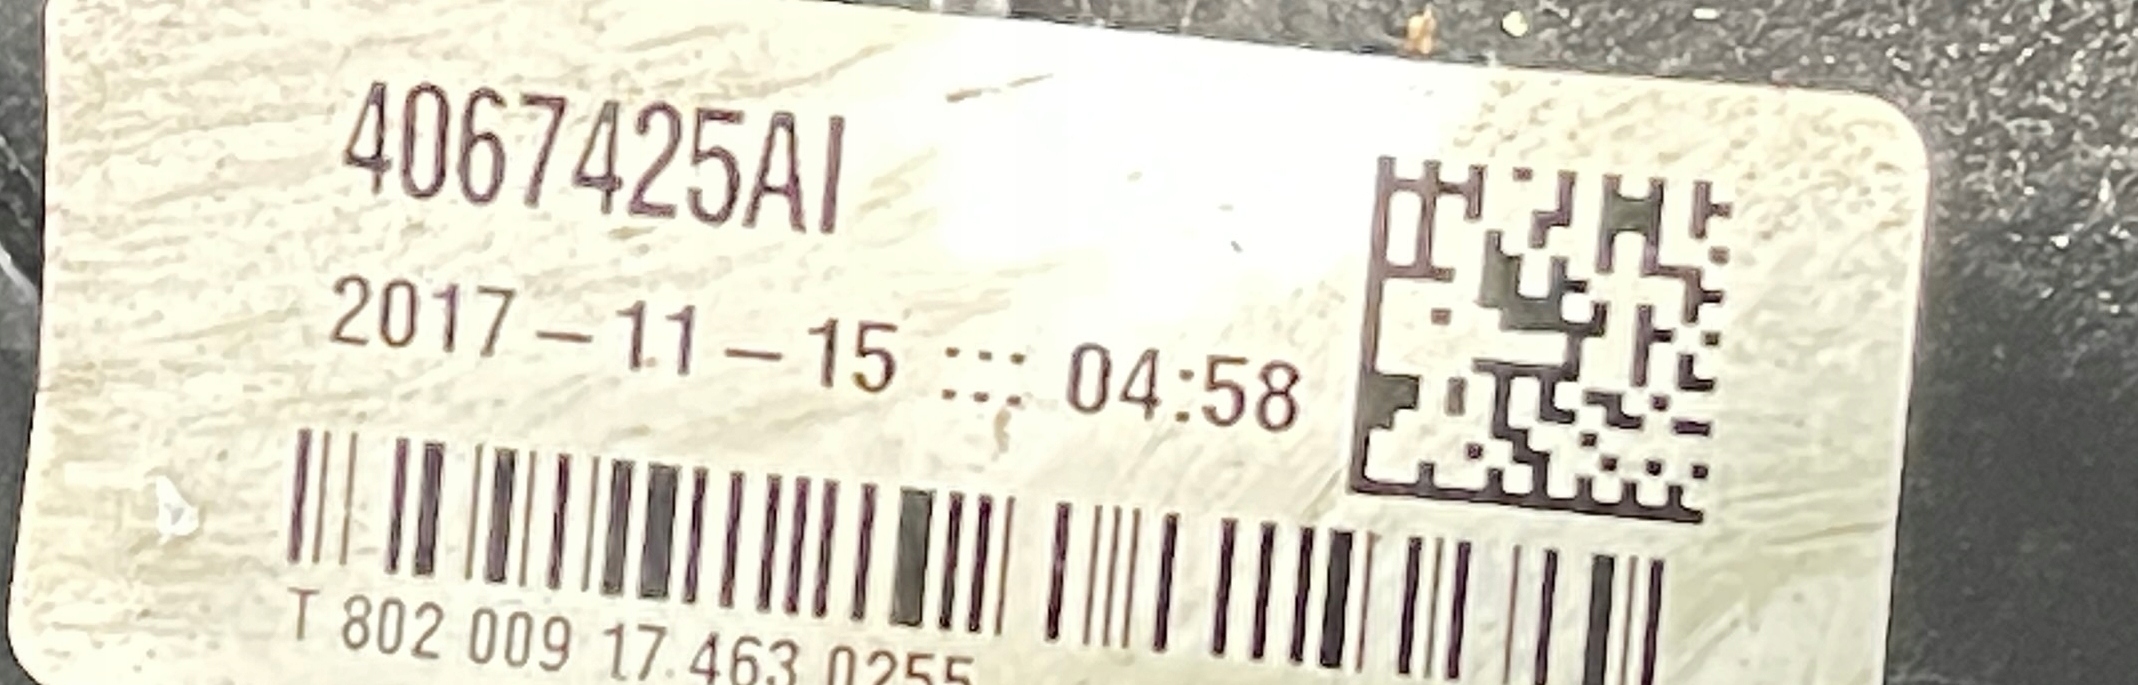 4067425AI
2017-11-15 ::: 04:58
T 802 009 17.463 0255